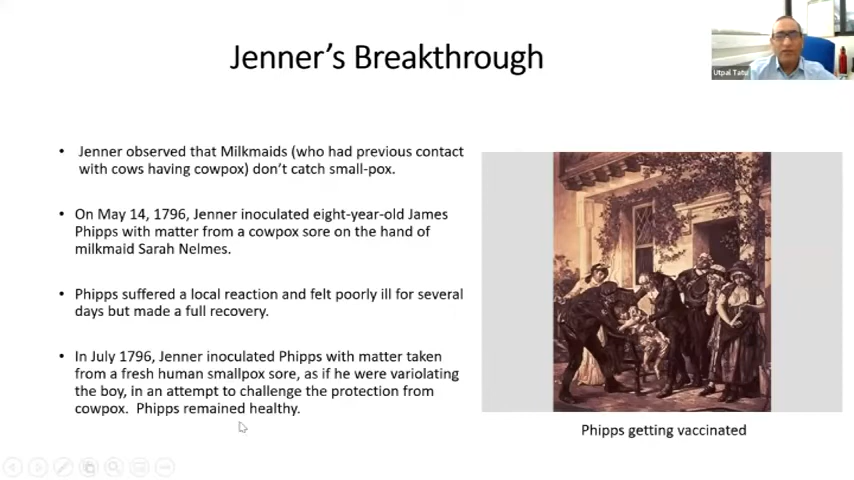 Jenner's Breakthrough
Utpal Tatu
• Jenner observed that Milkmaids (who had previous contact
with cows having cowpox) don't catch small-pox.
• On May 14, 1796, Jenner inoculated eight-year-old James
Phipps with matter from a cowpox sore on the hand of
milkmaid Sarah Nelmes.
• Phipps suffered a local reaction and felt poorly ill for several
days but made a full recovery.
• In July 1796, Jenner inoculated Phipps with matter taken
from a fresh human smallpox sore, as if he were variolating
the boy, in an attempt to challenge the protection from
cowpox.  Phipps remained healthy.
Phipps getting vaccinated